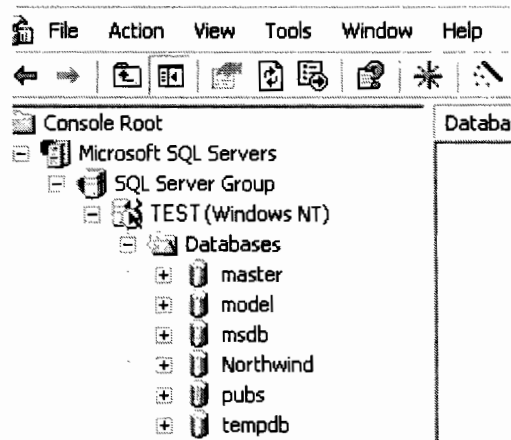 File Action View Tools Window Help
Console Root
Databa
Microsoft SQL Servers
SQL Server Group
TEST (Windows NT)
Databases
master
model
msdb
Northwind
pubs
tempdb